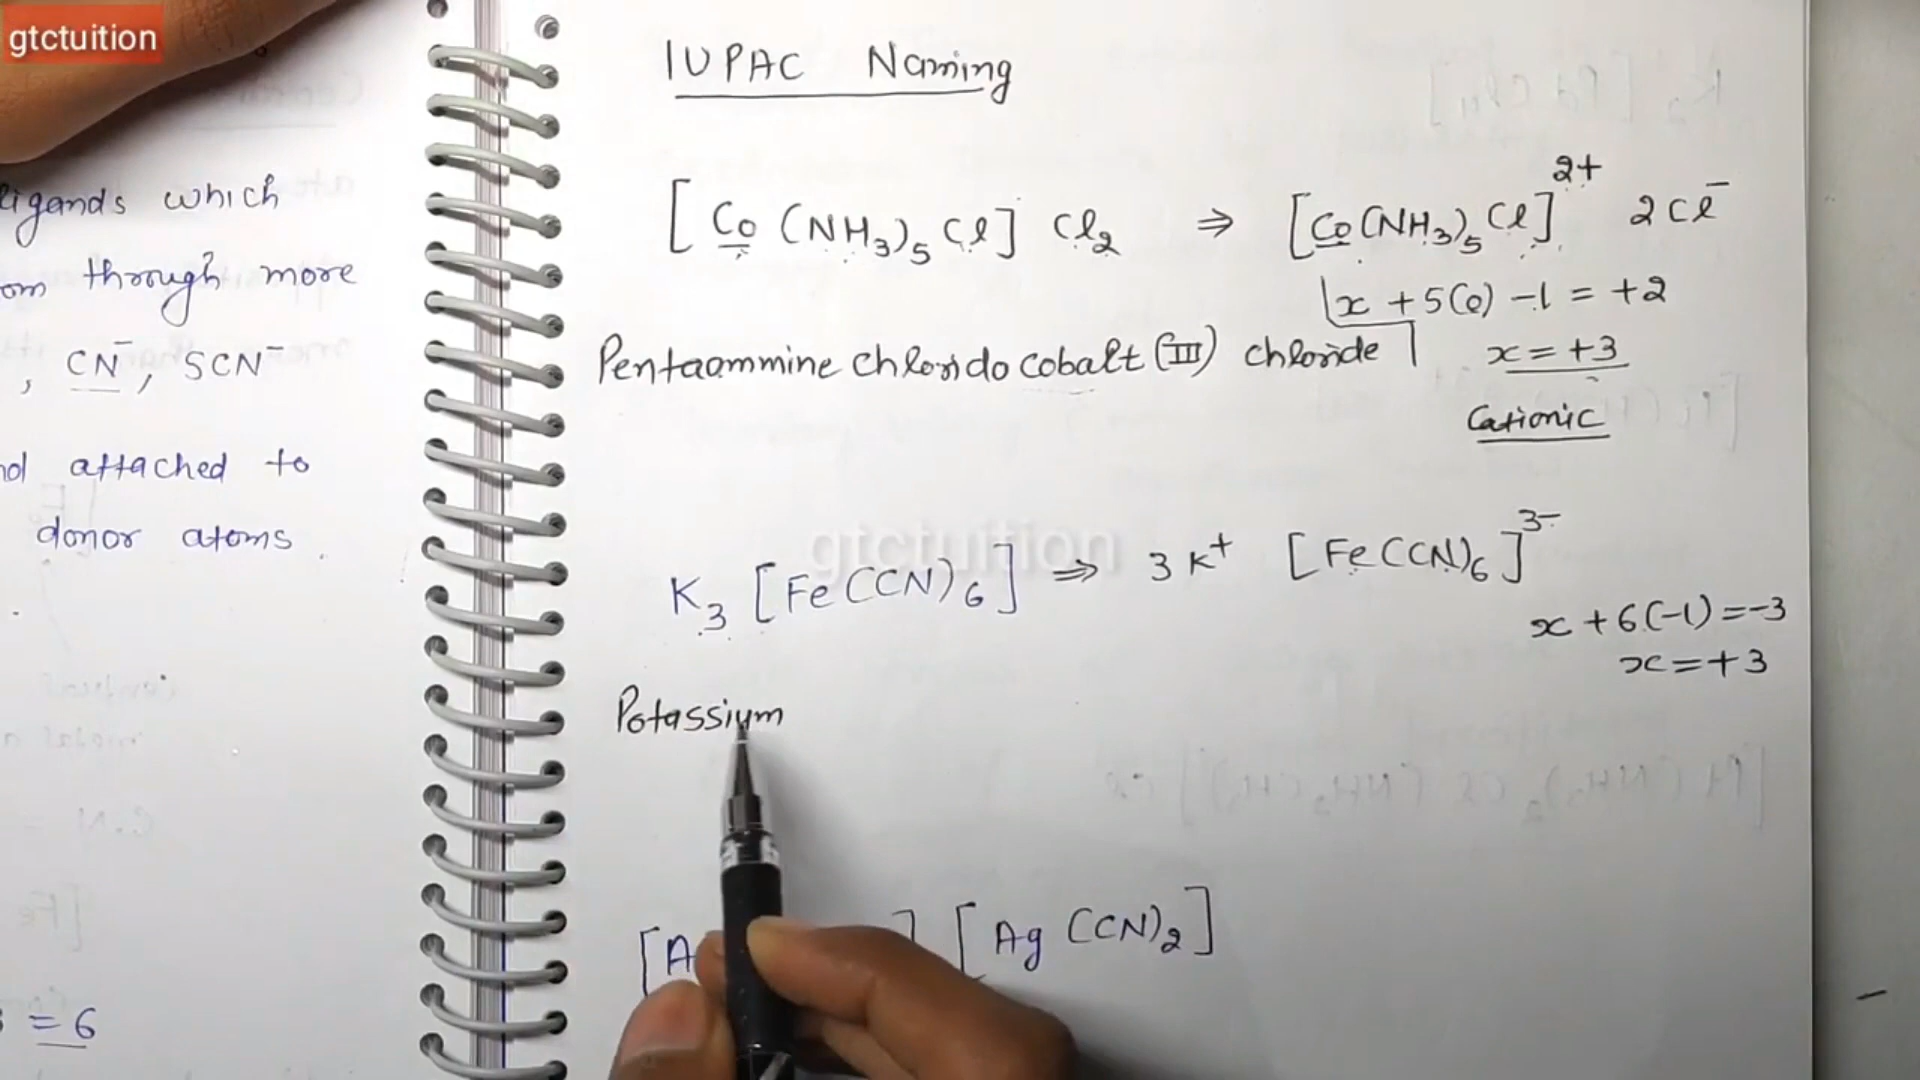 gtctuition
ligands which
through more
, CN⁻, SCN⁻
attached to
donor atoms.
= 6
IUPAC Naming
[Co(NH₃)₅Cl]Cl₂ ⇒ [Co(NH₃)₅Cl]²⁺ 2Cl⁻
x + 5(0) -1 = +2
Pentaammine chlorido cobalt (III) chloride
x = +3
Cationic
gtctuition
K₃[Fe(CN)₆] ⇒ 3K⁺ [Fe(CN)₆]³⁻
x + 6(-1) = -3
x = +3
Potassium
[A ] [Ag(CN)₂]